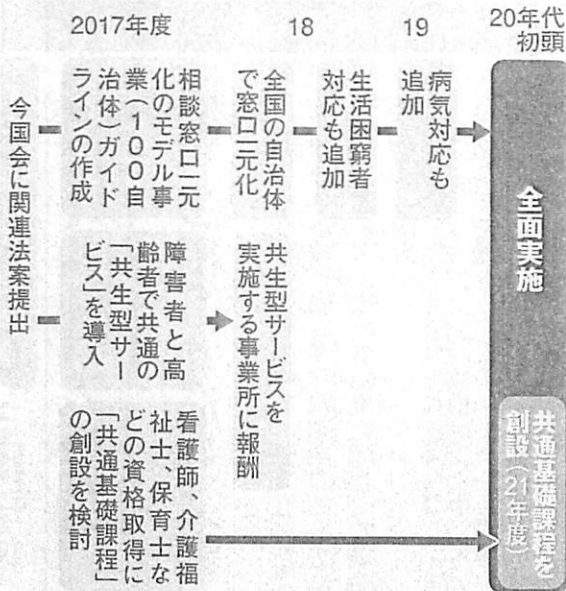 2017年度
18
19
20年代
初頭
今国会に関連法案提出
相談窓口一元
化のモデル事
業(100自
治体)ガイド
ラインの作成
全国の自治体
で窓口一元化
生活困窮者
対応も追加
病気対応も
追加
全面実施
障害者と高
齢者で共通の
「共生型サー
ビス」を導入
共生型サービスを
実施する事業所に報酬
看護師、介護福
祉士、保育士な
どの資格取得に
「共通基礎課程」
の創設を検討
共通基礎課程を
創設(21年度)